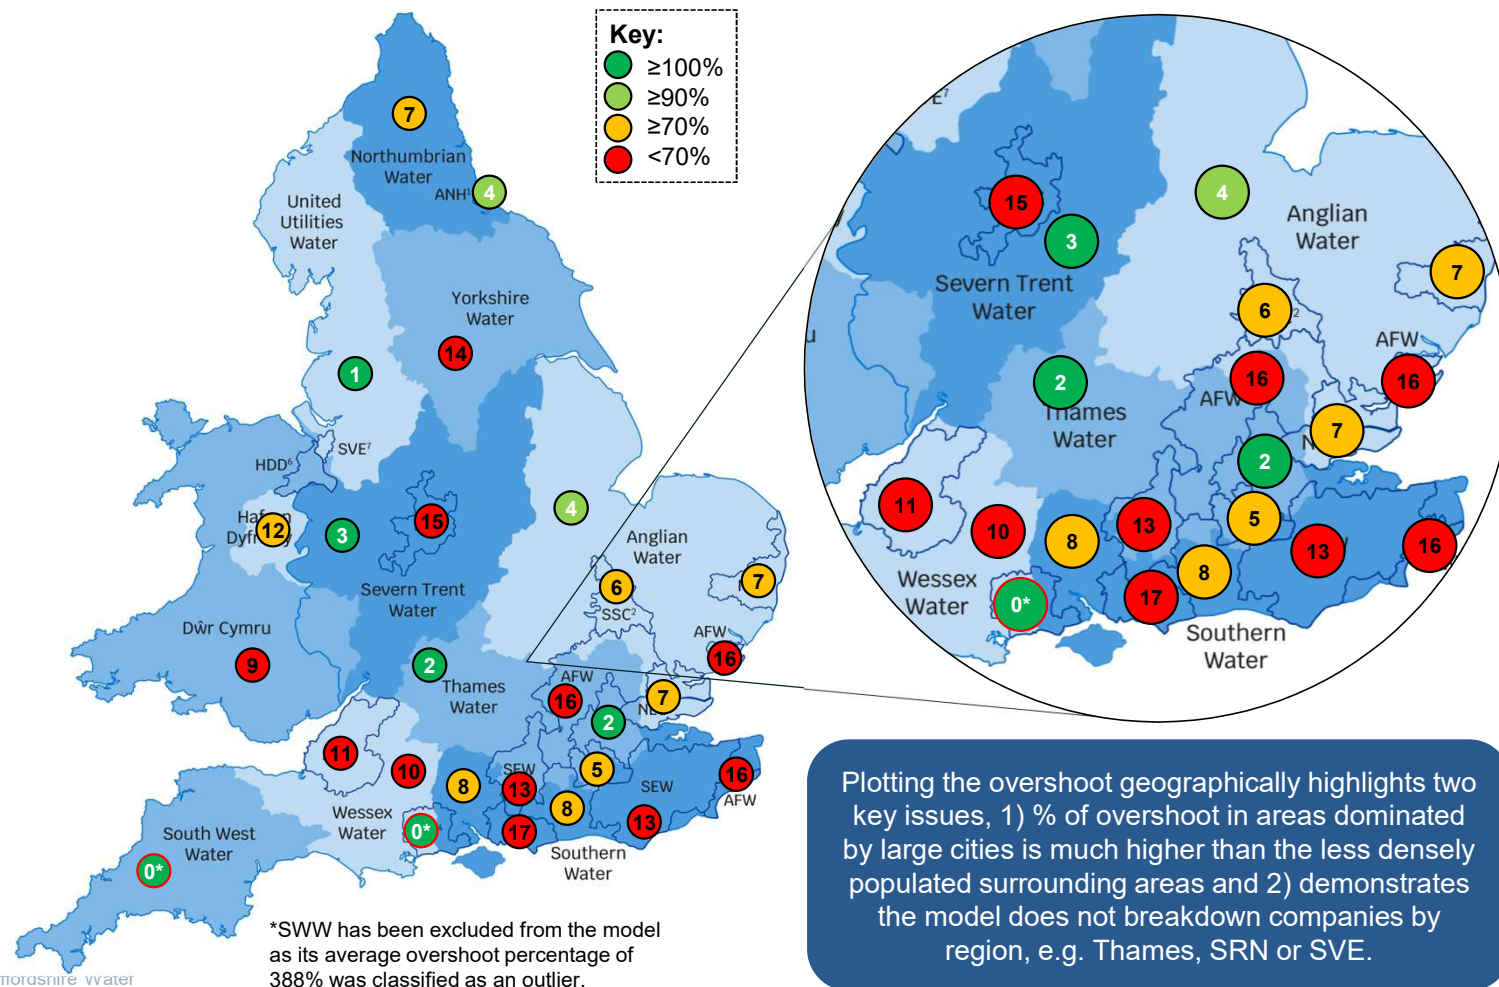 Key:
≥100%
≥90%
≥70%
<70%
7
Northumbrian
Water
ANH¹
4
United
Utilities
Water
Yorkshire
Water
14
1
SVE⁷
HDD⁶
12
3
15
4
Severn Trent
Water
Anglian
Water
6
SSC²
7
AFW
16
Dŵr Cymru
9
2
Thames
Water
AFW
16
7
2
11
10
8
SEW
13
5
SEW
16
AFW
8
13
17
Wessex
Water
0*
South West
Water
0*
Southern
Water
15
3
Severn Trent
Water
4
Anglian
Water
7
6
2
AFW
16
16
AFW
2
Thames
Water
7
2
11
10
8
13
5
13
16
8
17
Wessex
Water
0*
Southern
Water
*SWW has been excluded from the model
as its average overshoot percentage of
388% was classified as an outlier.
Plotting the overshoot geographically highlights two
key issues, 1) % of overshoot in areas dominated
by large cities is much higher than the less densely
populated surrounding areas and 2) demonstrates
the model does not breakdown companies by
region, e.g. Thames, SRN or SVE.
ffordshire Water